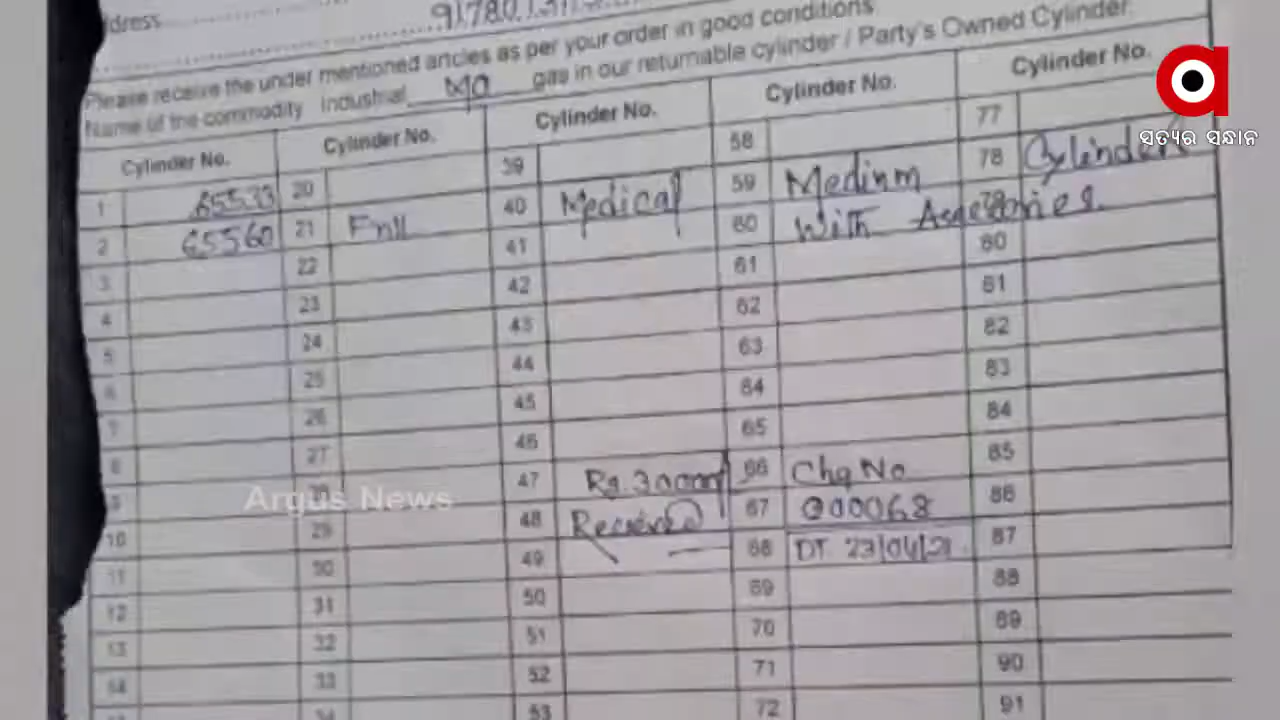 ddress
Please receive the under mentioned articles as per your order in good conditions
Name of the commodity Industrial gas in our returnable cylinder / Party's Owned Cylinder.
ସତ୍ୟର ସନ୍ଧାନ
Cylinder No. Cylinder No. Cylinder No. Cylinder No. Cylinder No.
1 20 39 58 77
2 65560 21 Full 40 Medical 59 Medium 78 Cylinder
3 22 41 60 With 79
4 23 42 61 80
5 24 43 62 81
6 25 44 63 82
7 26 45 64 83
8 27 46 65 84
9 28 47 Rs. 30000/- 66 Chq No 85
10 29 48 Received 67 000068 86
11 30 49 68 DT. 23/04/21 87
12 31 50 69 88
13 32 51 70 89
14 33 52 71 90
34 53 72 91
Argus News